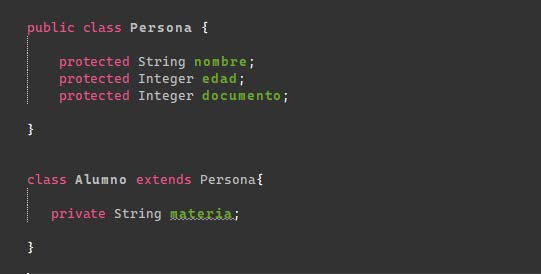 public class Persona {
protected String nombre;
protected Integer edad;
protected Integer documento;
}
class Alumno extends Persona{
private String materia;
}